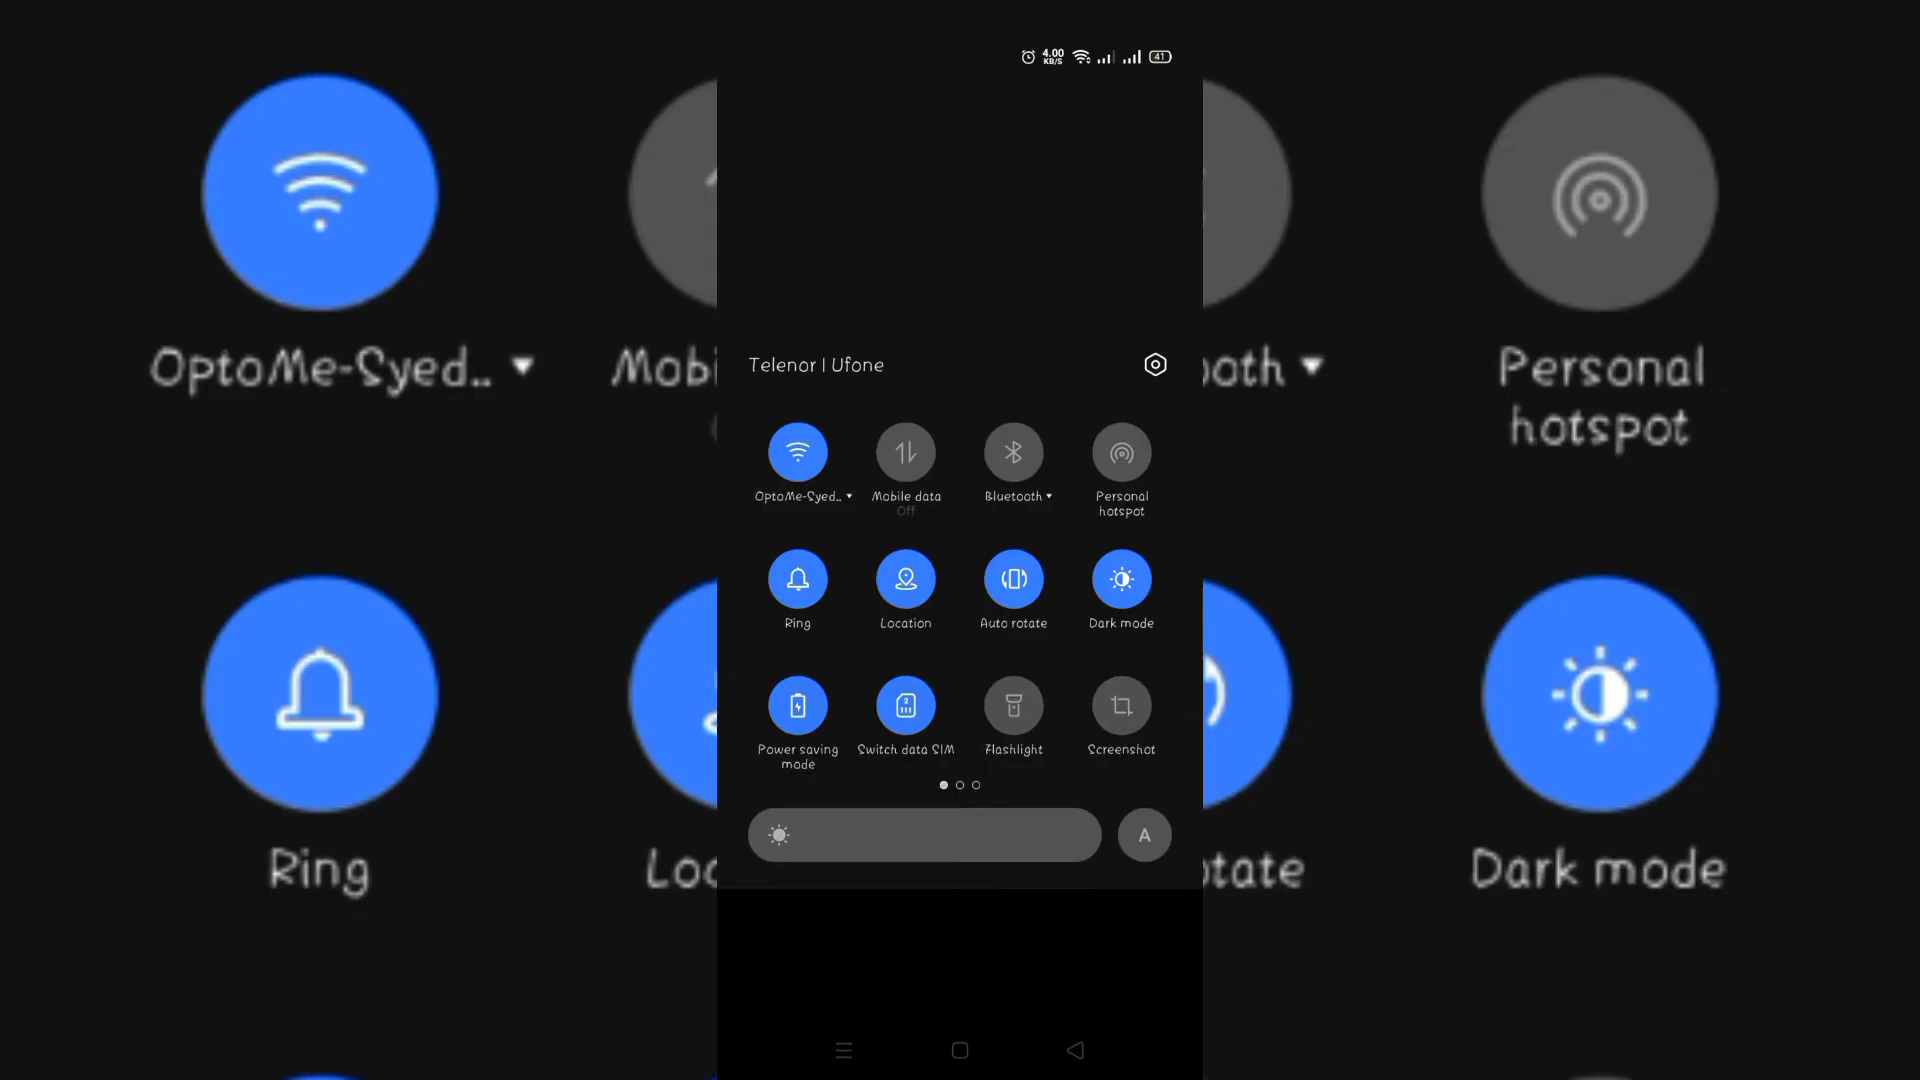 4.00
KB/S
41
Telenor | Ufone
OptoMe-Syed..
Mobile data
Off
Bluetooth
Personal
hotspot
Ring
Location
Auto rotate
Dark mode
2
Power saving
mode
Switch data SIM
Flashlight
Screenshot
A
OptoMe-Syed..
Mobi
oath
Personal
hotspot
Ring
Loc
tate
Dark mode